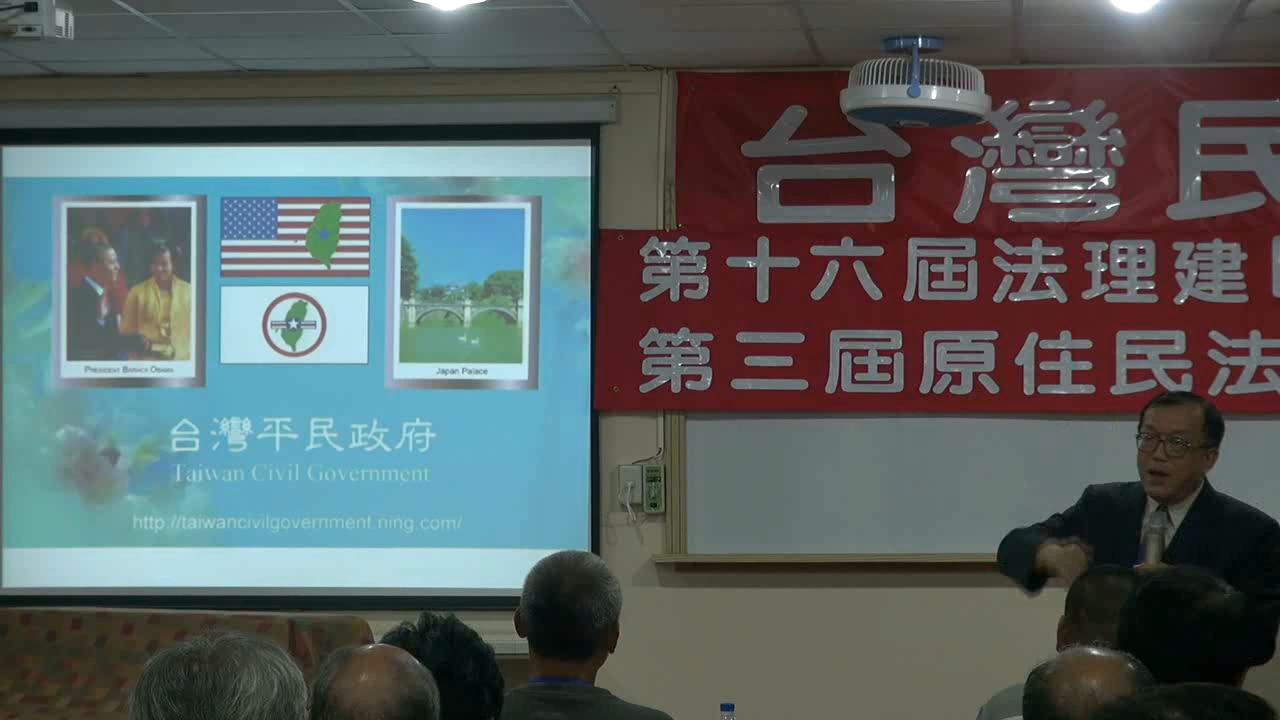 PRESIDENT BARACK OBAMA
Japan Palace
台灣平民政府
Taiwan Civil Government
http://taiwancivilgovernment.ning.com/
台灣民
第十六屆法理建
第三屆原住民法